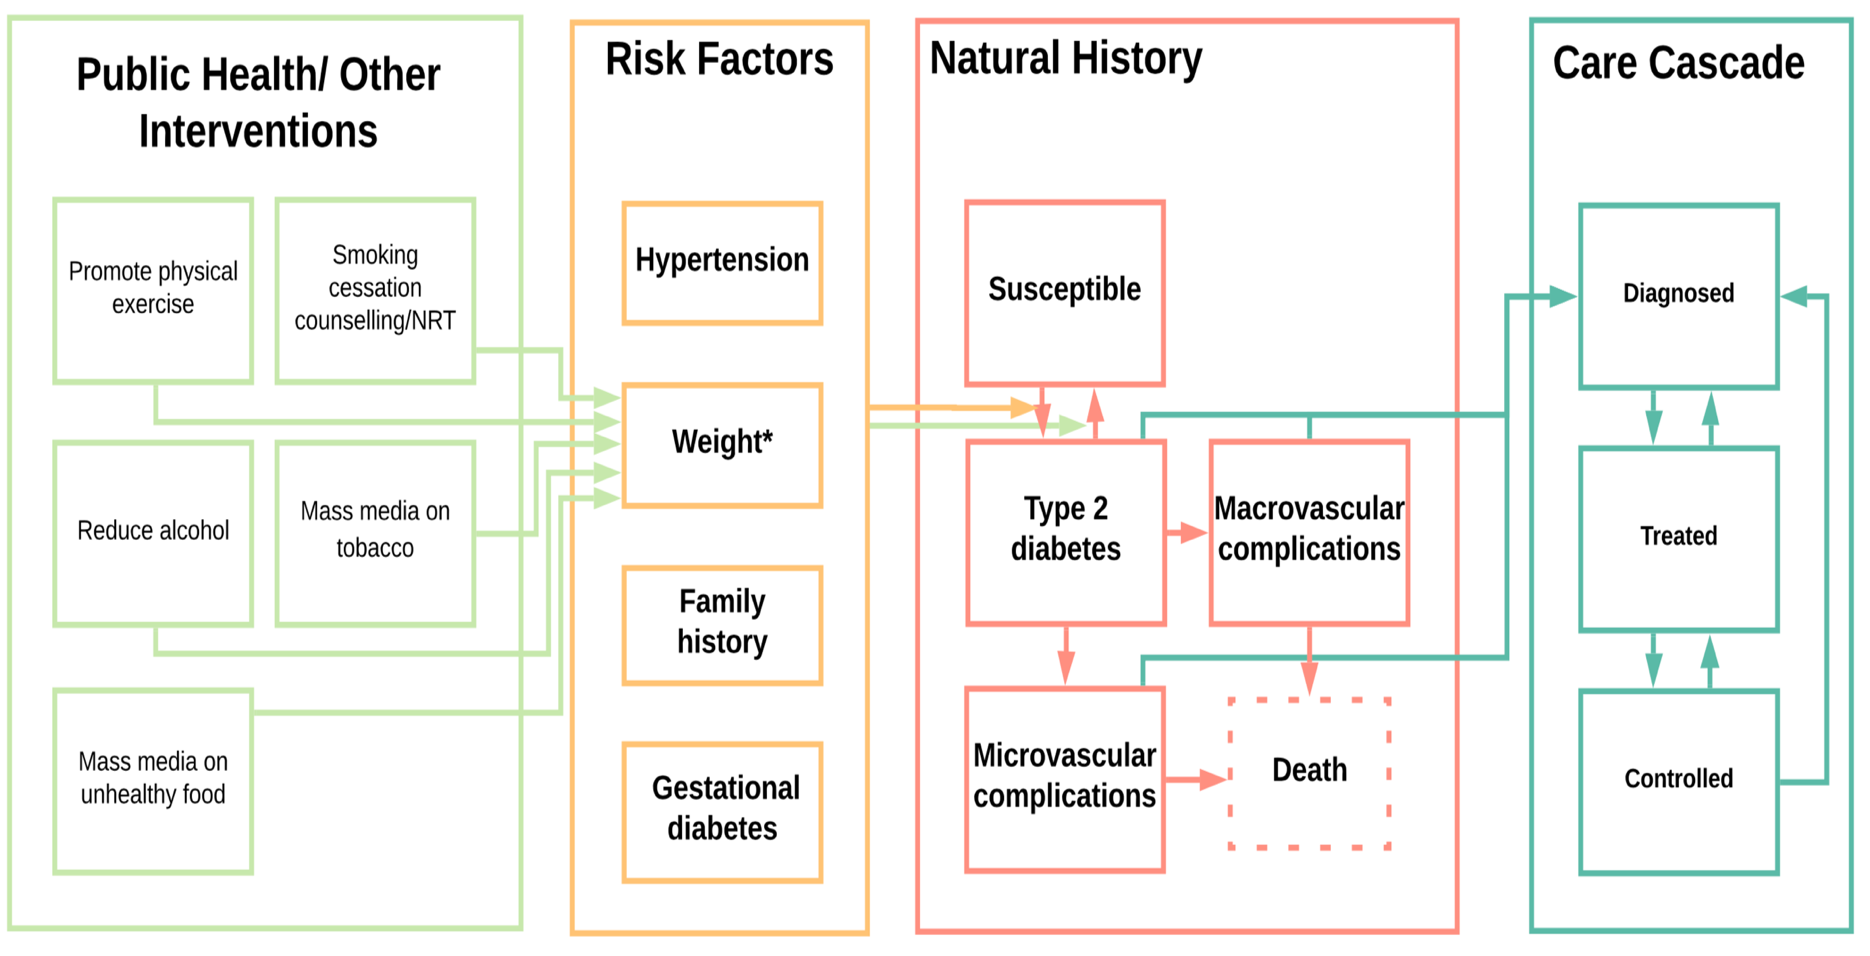 Public Health/ Other
Interventions
Promote physical
exercise
Smoking
cessation
counselling/NRT
Reduce alcohol
Mass media on
tobacco
Mass media on
unhealthy food
Risk Factors
Hypertension
Weight*
Family
history
Gestational
diabetes
Natural History
Susceptible
Type 2
diabetes
Macrovascular
complications
Microvascular
complications
Death
Care Cascade
Diagnosed
Treated
Controlled